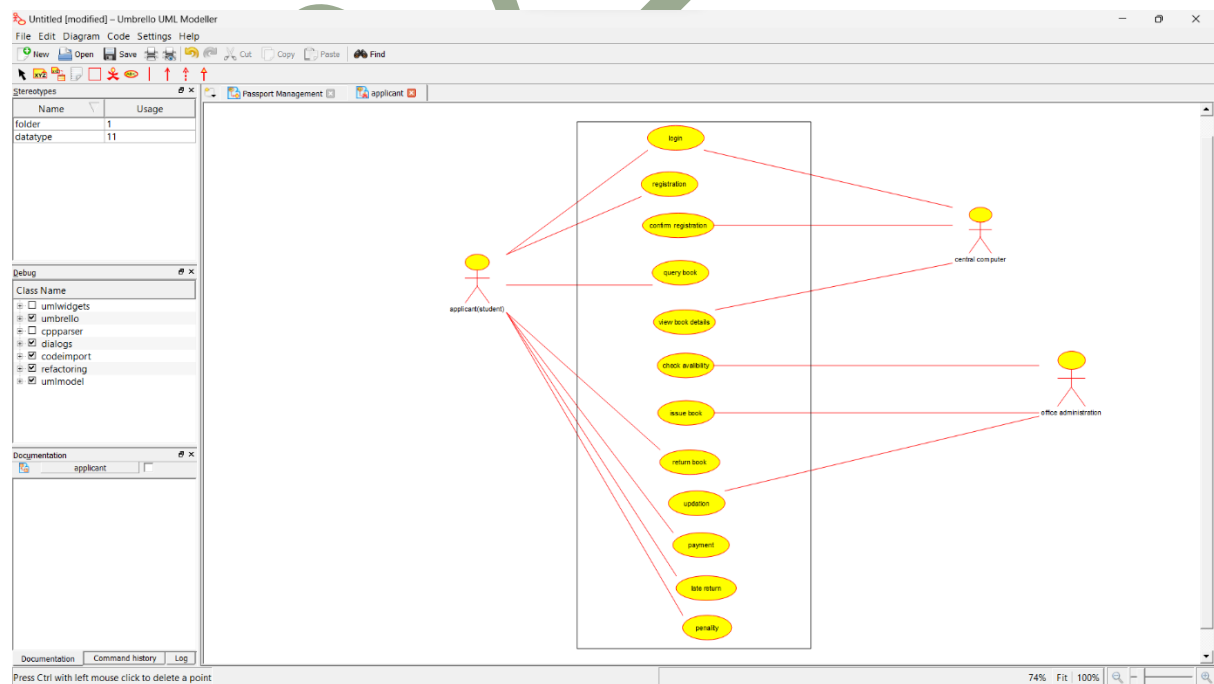 Untitled [modified] – Umbrello UML Modeller
File Edit Diagram Code Settings Help
New Open Save Cut Copy Paste Find
Stereotypes
Passport Management applicant
Name Usage
folder 1
datatype 11
login
registration
confirm registration
central computer
query book
applicant(student)
view book details
check avalibility
issue book
office administration
return book
updation
payment
late return
penalty
Debug
Class Name
umlwidgets
umbrello
cppparser
dialogs
codeimport
refactoring
umlmodel
Documentation
applicant
Documentation Command history Log
Press Ctrl with left mouse click to delete a point
74% Fit 100%